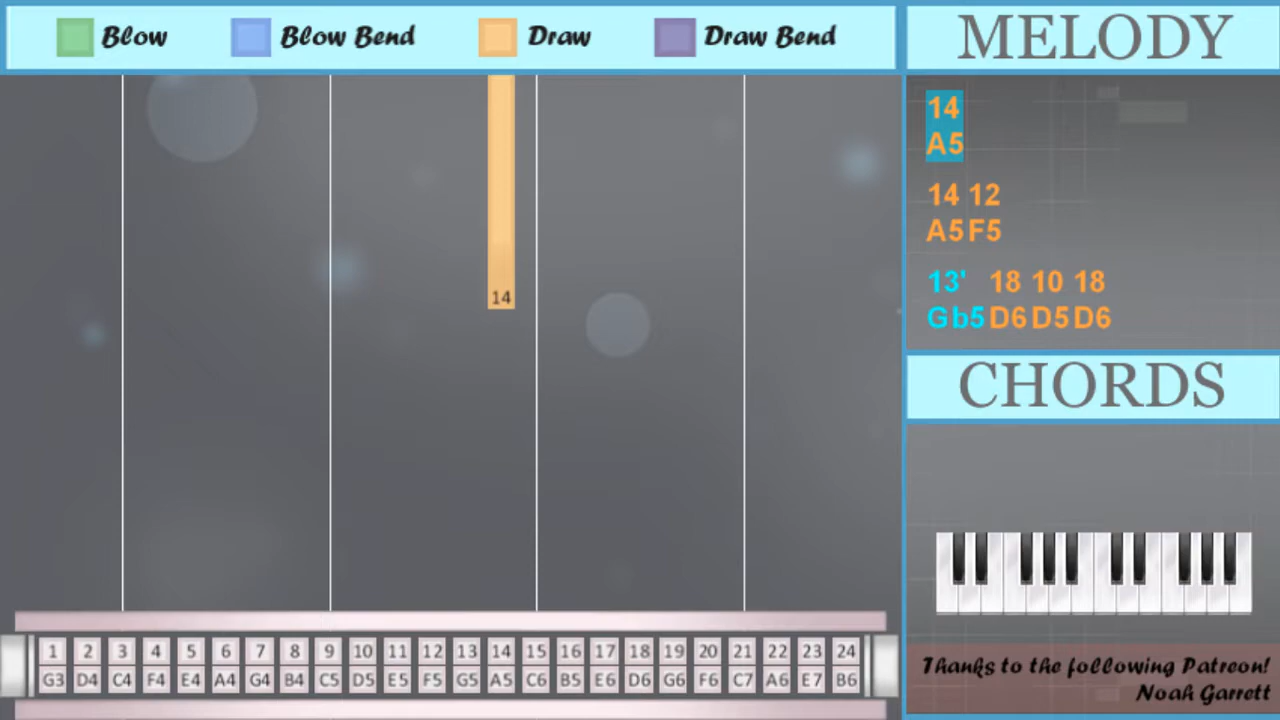 Blow Blow Bend Draw Draw Bend
MELODY
14
A5
14 12
A5 F5
13' 18 10 18
Gb5 D6 D5 D6
14
CHORDS
1 2 3 4 5 6 7 8 9 10 11 12 13 14 15 16 17 18 19 20 21 22 23 24
G3 D4 C4 F4 E4 A4 G4 B4 C5 D5 E5 F5 G5 A5 C6 B5 E6 D6 G6 F6 C7 A6 E7 B6
Thanks to the following Patreon!
Noah Garrett